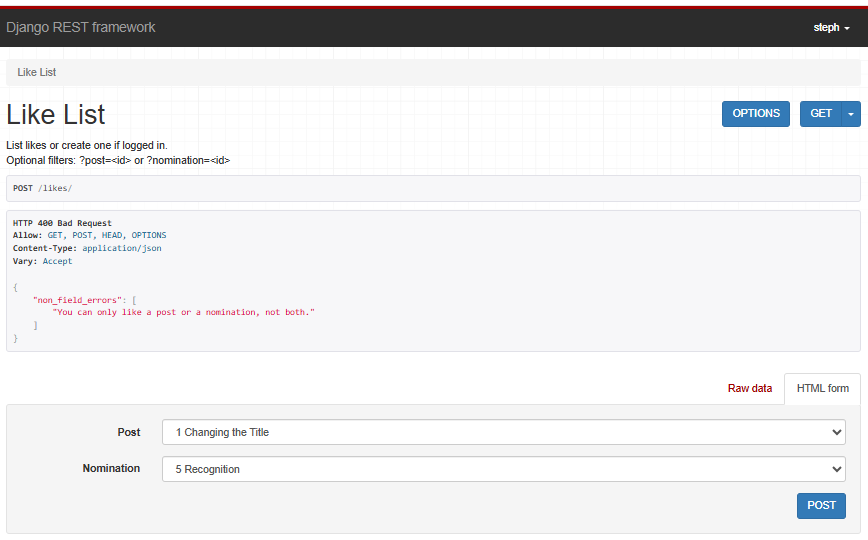 Django REST framework
steph
Like List
Like List
OPTIONS
GET
List likes or create one if logged in.
Optional filters: ?post=<id> or ?nomination=<id>
POST /likes/
HTTP 400 Bad Request
Allow: GET, POST, HEAD, OPTIONS
Content-Type: application/json
Vary: Accept
{
    "non_field_errors": [
        "You can only like a post or a nomination, not both."
    ]
}
Raw data
HTML form
Post
1 Changing the Title
Nomination
5 Recognition
POST